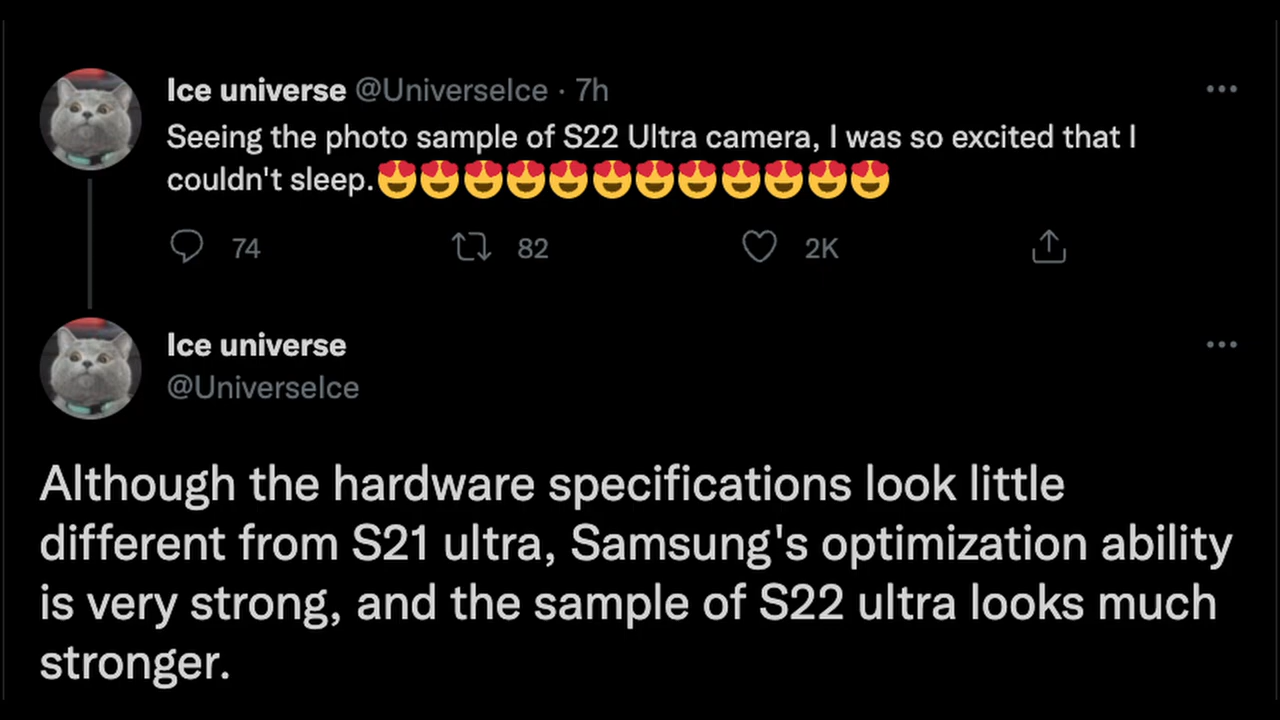 Ice universe @UniverseIce · 7h
Seeing the photo sample of S22 Ultra camera, I was so excited that I
couldn't sleep.😍😍😍😍😍😍😍😍😍😍😍😍
74 82 2K
Ice universe
@UniverseIce
Although the hardware specifications look little
different from S21 ultra, Samsung's optimization ability
is very strong, and the sample of S22 ultra looks much
stronger.